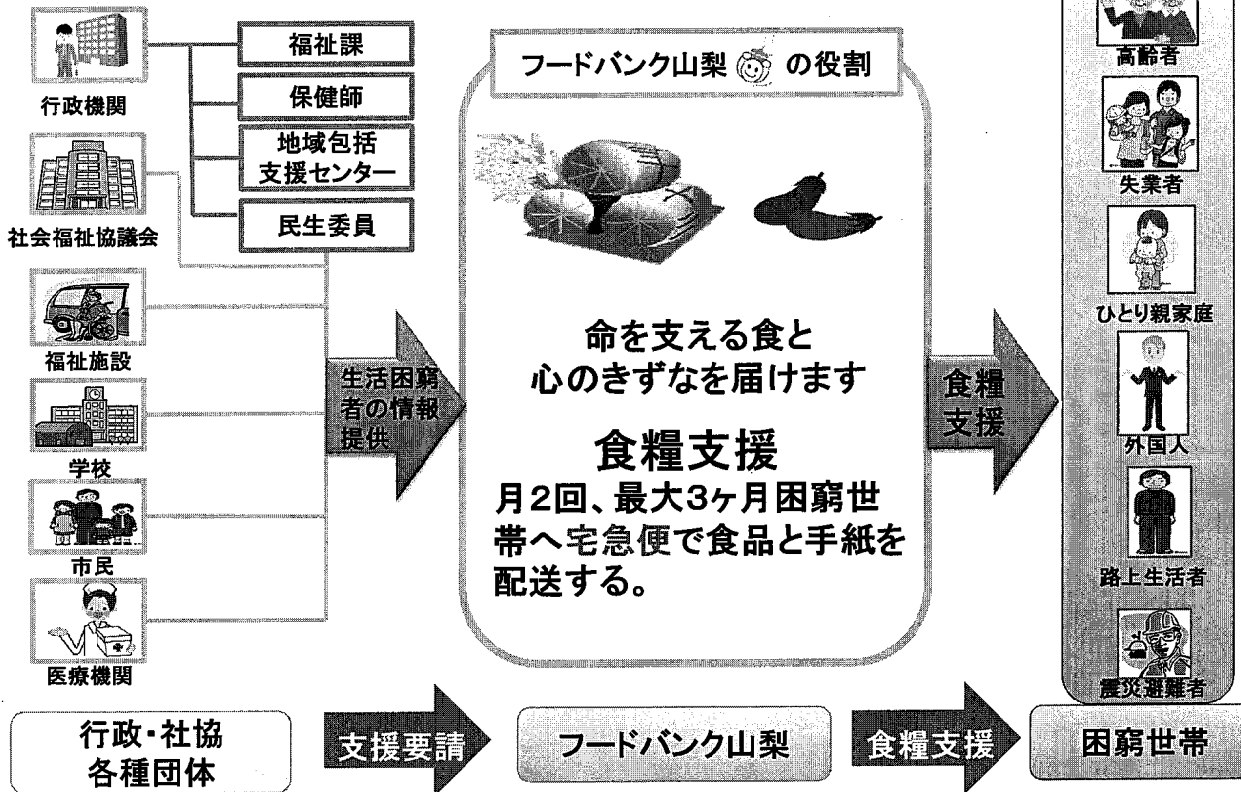 行政機関
福祉課
保健師
地域包括
支援センター
民生委員
社会福祉協議会
福祉施設
学校
市民
医療機関
生活困窮
者の情報
提供
フードバンク山梨 の役割
命を支える食と
心のきずなを届けます
食糧支援
月2回、最大3ヶ月困窮世
帯へ宅急便で食品と手紙を
配送する。
食糧
支援
高齢者
失業者
ひとり親家庭
外国人
路上生活者
震災避難者
行政・社協
各種団体
支援要請
フードバンク山梨
食糧支援
困窮世帯